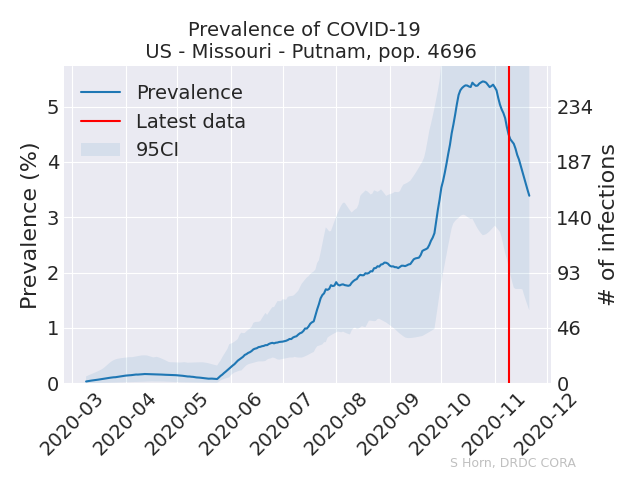 Prevalence of COVID-19
US - Missouri - Putnam, pop. 4696
Prevalence
Latest data
95CI
Prevalence (%)
5
4
3
2
1
0
234
187
140
93
46
0
# of infections
2020-03
2020-04
2020-05
2020-06
2020-07
2020-08
2020-09
2020-10
2020-11
2020-12
S Horn, DRDC CORA